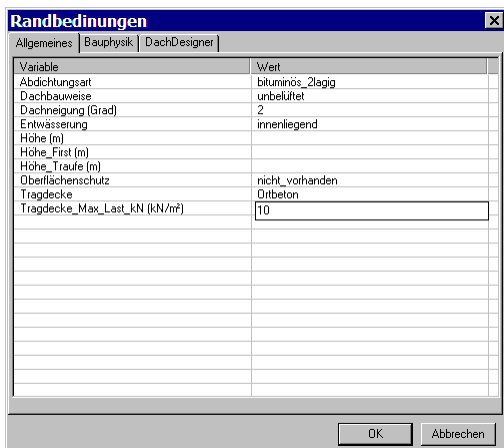 Randbedinungen
Allgemeines Bauphysik DachDesigner
Variable Wert
Abdichtungsart bituminös_2lagig
Dachbauweise unbelüftet
Dachneigung (Grad) 2
Entwässerung innenliegend
Höhe (m)
Höhe_First (m)
Höhe_Traufe (m)
Oberflächenschutz nicht_vorhanden
Tragdecke Ortbeton
Tragdecke_Max_Last_kN (kN/m²) 10
OK Abbrechen